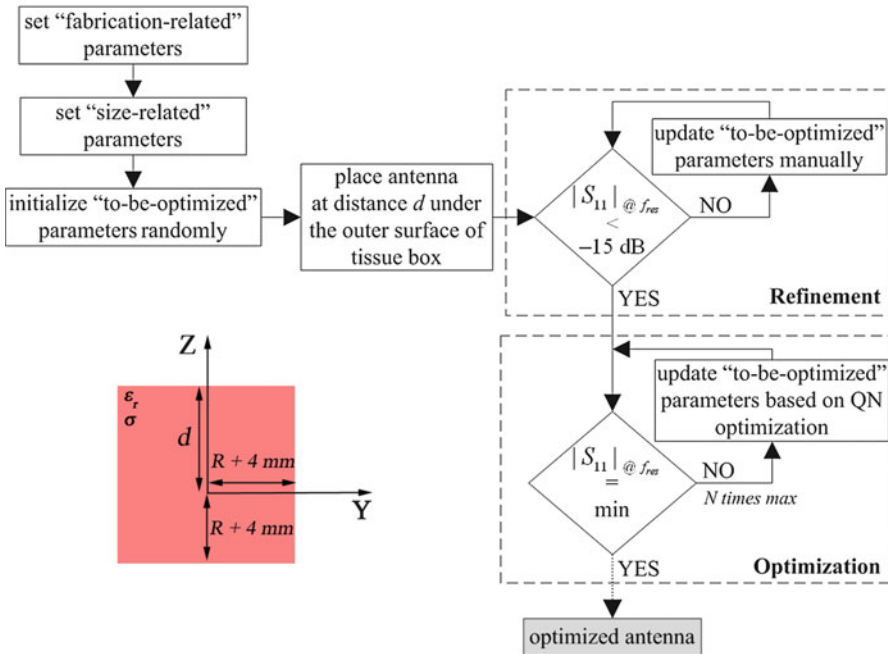 set “fabrication-related”
parameters
set “size-related”
parameters
initialize “to-be-optimized”
parameters randomly
place antenna
at distance d under
the outer surface of
tissue box
|S11|@fres
<
−15 dB
NO
YES
update “to-be-optimized”
parameters manually
Refinement
update “to-be-optimized”
parameters based on QN
optimization
|S11|@fres
=
min
NO
N times max
YES
Optimization
optimized antenna
Z
εr
σ
d
R + 4 mm
Y
R + 4 mm